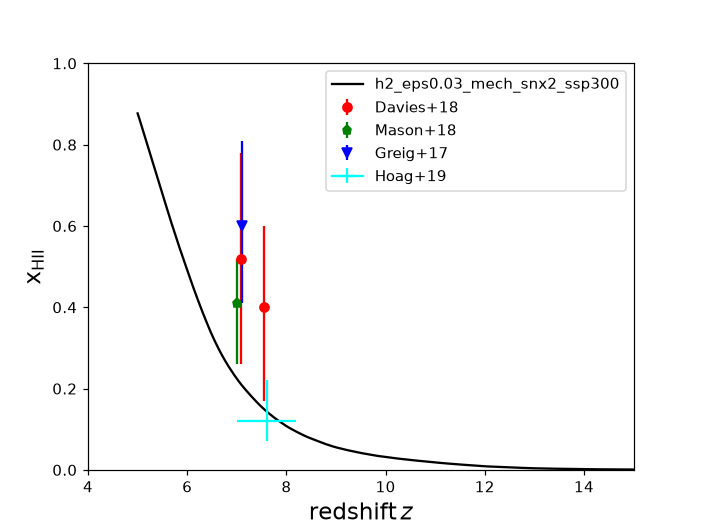 1.0
0.8
0.6
0.4
0.2
0.0
xHII
4 6 8 10 12 14
redshift z
h2_eps0.03_mech_snx2_ssp300
Davies+18
Mason+18
Greig+17
Hoag+19